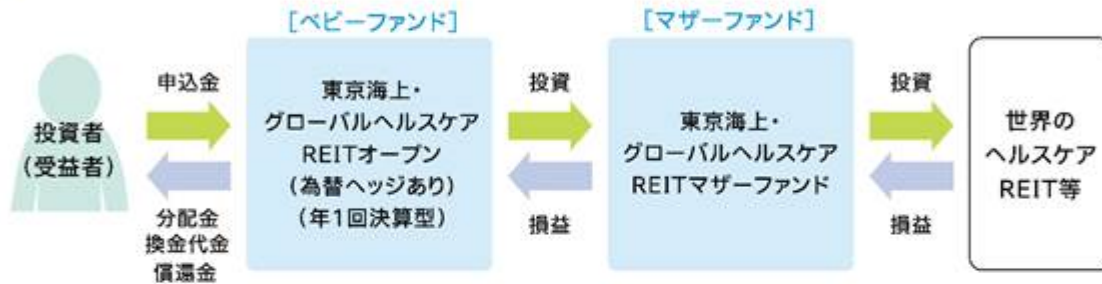 [ベビーファンド]
[マザーファンド]
投資者
(受益者)
申込金
分配金
換金代金
償還金
東京海上・
グローバルヘルスケア
REITオープン
(為替ヘッジあり)
(年1回決算型)
投資
損益
東京海上・
グローバルヘルスケア
REITマザーファンド
投資
損益
世界の
ヘルスケア
REIT等